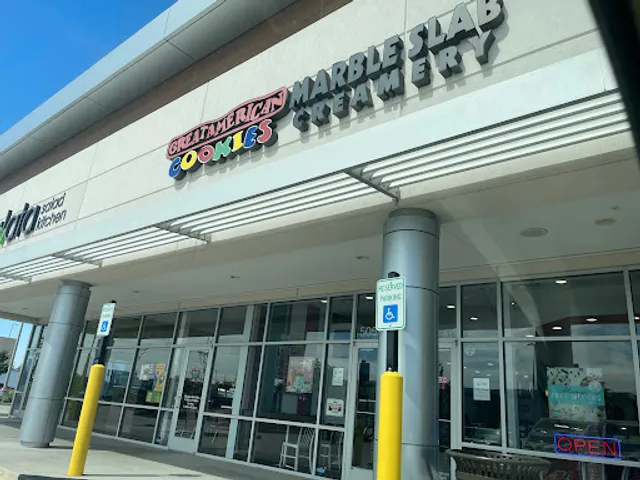 GREAT AMERICAN
COOKIES
MARBLE SLAB
CREAMERY
salad
kitchen
RESERVED
PARKING
OPEN